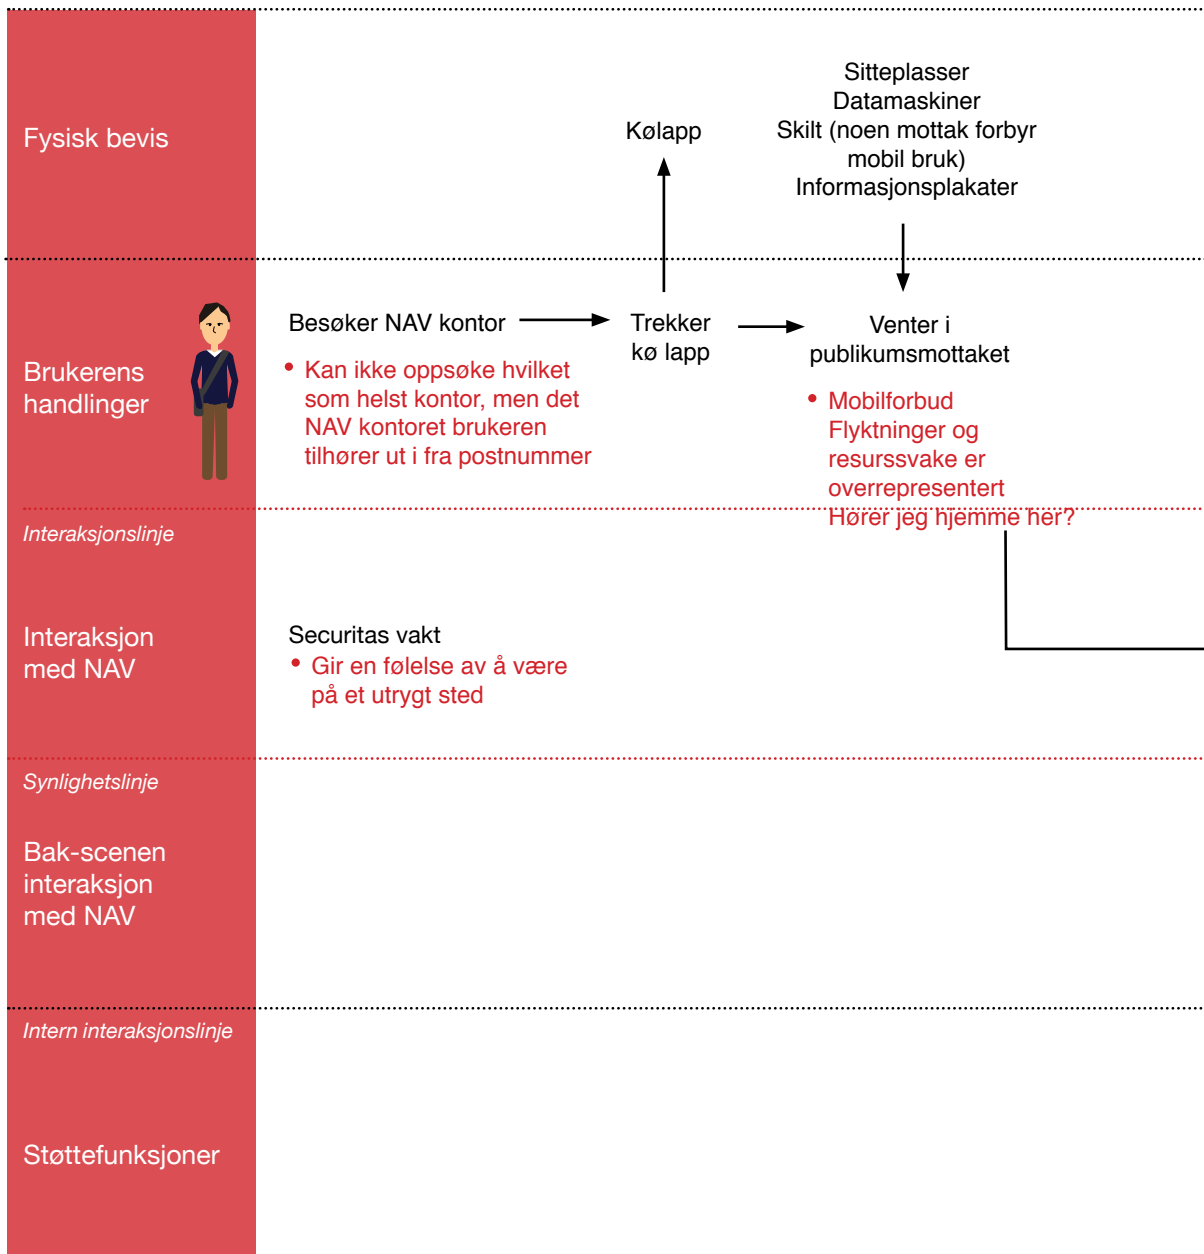 Fysisk bevis
Kølapp
Sitteplasser
Datamaskiner
Skilt (noen mottak forbyr
mobil bruk)
Informasjonsplakater
Brukerens
handlinger
Besøker NAV kontor
• Kan ikke oppsøke hvilket
som helst kontor, men det
NAV kontoret brukeren
tilhører ut i fra postnummer
Trekker
kø lapp
Venter i
publikumsmottaket
• Mobilforbud
Flyktninger og
resurssvake er
overrepresentert
Hører jeg hjemme her?
Interaksjonslinje
Interaksjon
med NAV
Securitas vakt
• Gir en følelse av å være
på et utrygt sted
Synlighetslinje
Bak-scenen
interaksjon
med NAV
Intern interaksjonslinje
Støttefunksjoner